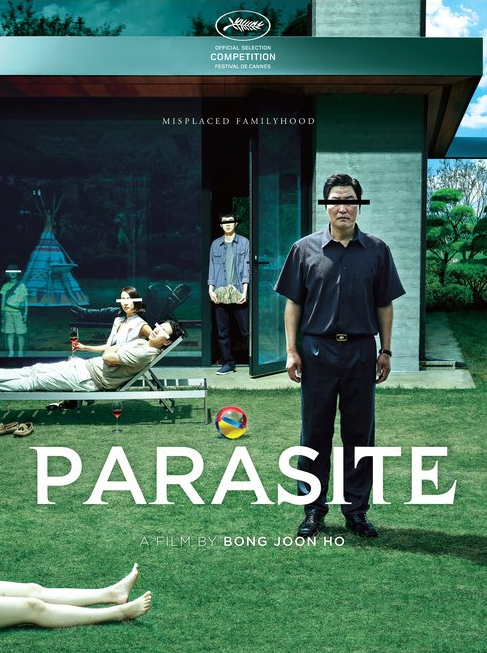 OFFICIAL SELECTION
COMPETITION
FESTIVAL DE CANNES
MISPLACED FAMILYHOOD
PARASITE
A FILM BY BONG JOON HO